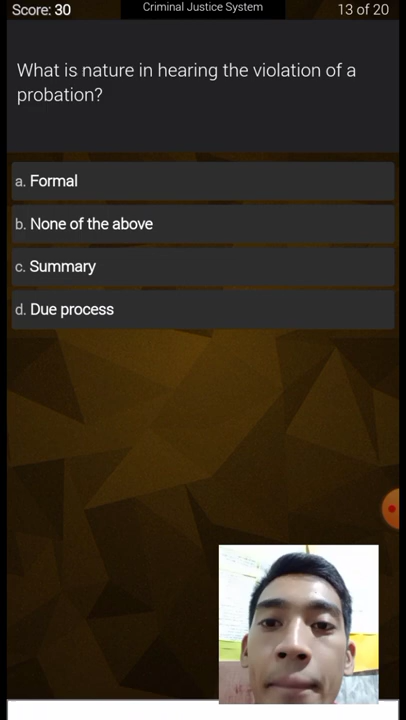 Score: 30
Criminal Justice System
13 of 20
What is nature in hearing the violation of a
probation?
a. Formal
b. None of the above
c. Summary
d. Due process